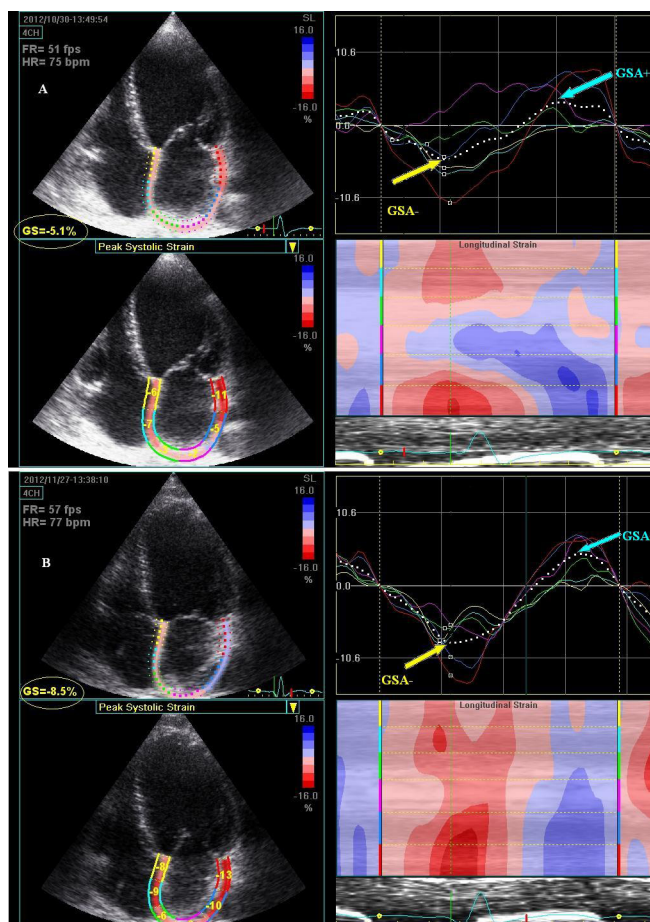 2012/10/30-13:49:54
4CH
FR= 51 fps
HR= 75 bpm
A
SL
16.0
-16.0
%
GS=-5.1%
10.6
0.0
-10.6
GSA+
GSA-
Peak Systolic Strain
16.0
-16.0
%
-6
-7
-11
-5
Longitudinal Strain
2012/11/27-13:38:10
4CH
FR= 57 fps
HR= 77 bpm
B
SL
16.0
-16.0
%
GS=-8.5%
10.6
0.0
-10.6
GSA
GSA-
Peak Systolic Strain
16.0
-16.0
%
-8
-9
-6
-13
-10
Longitudinal Strain